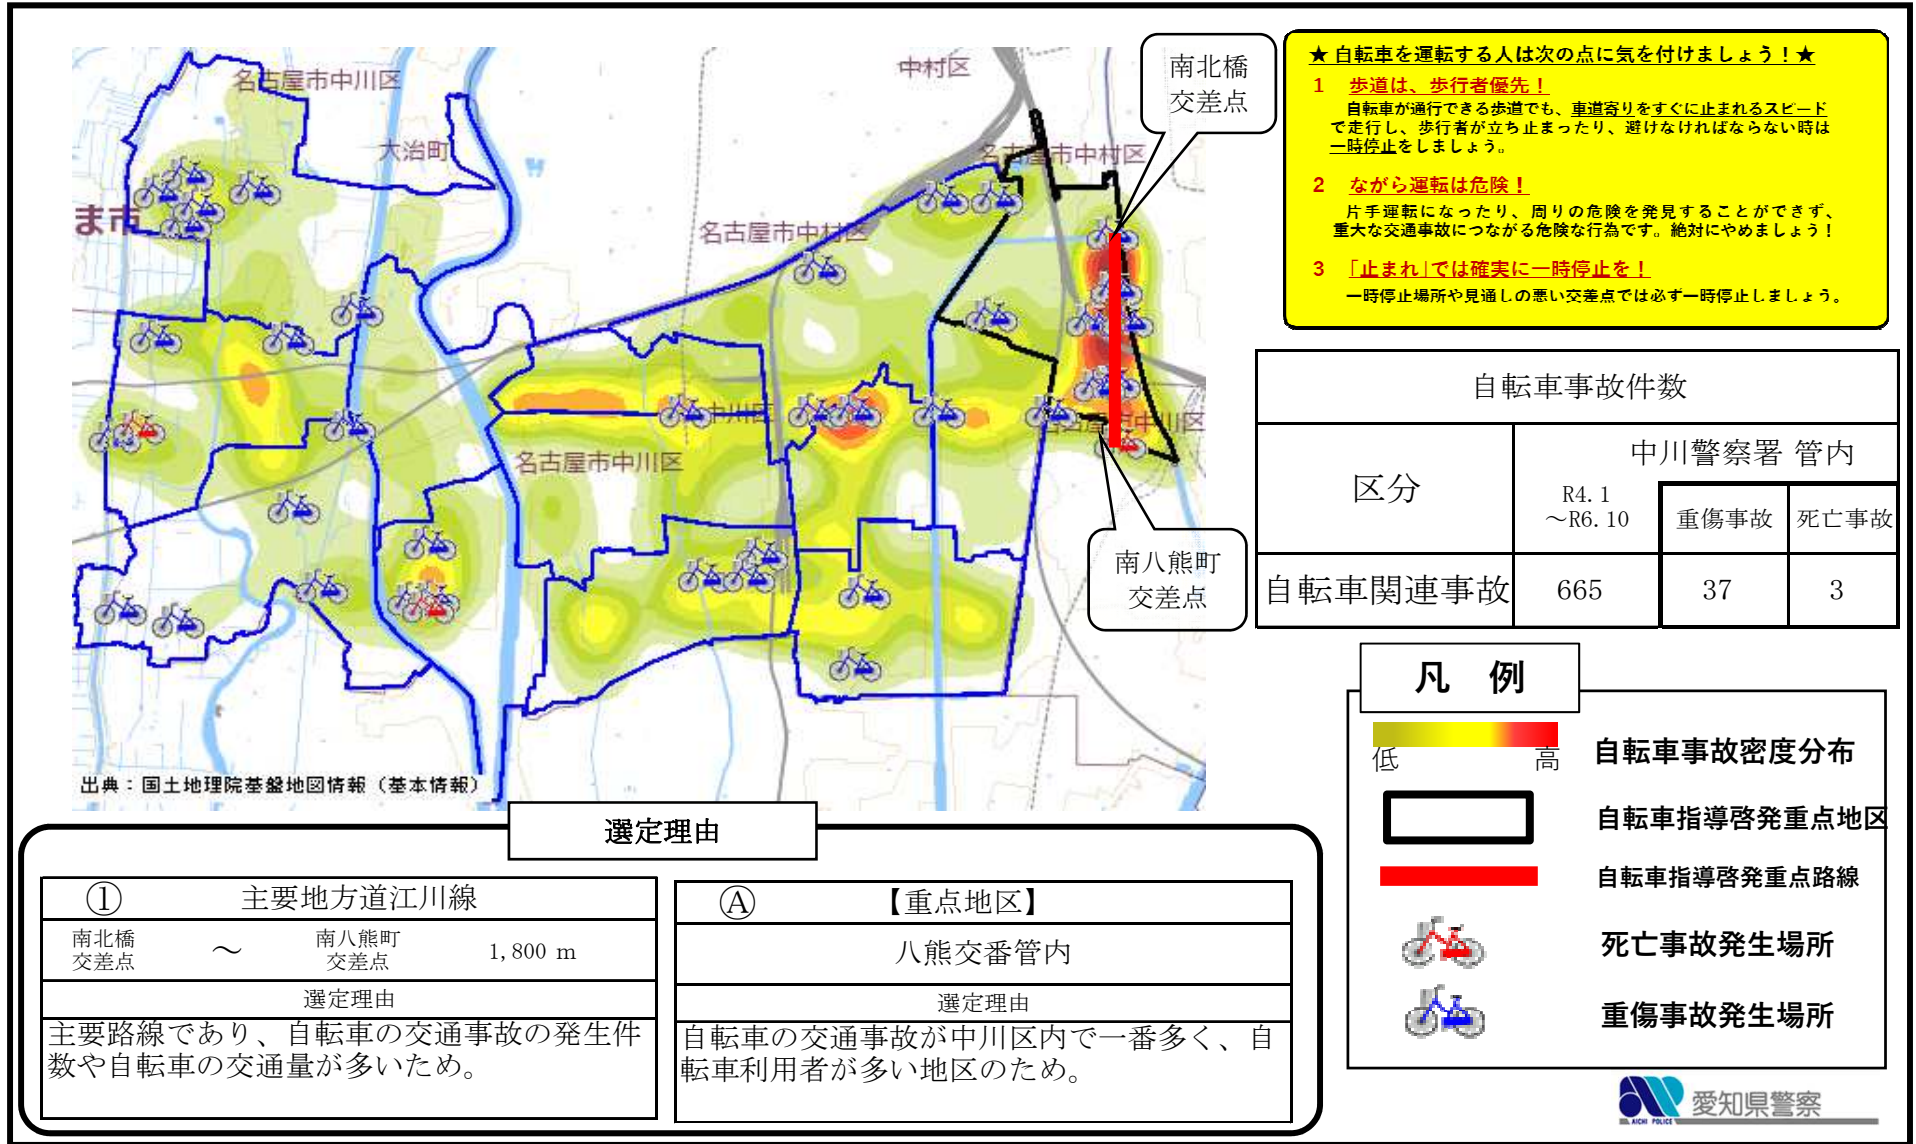 名古屋市中川区
中村区
大治町
名古屋市中村区
ま市
名古屋市中村区
中川区
名古屋市中川区
名古屋市中川区
南北橋
交差点
南八熊町
交差点
出典：国土地理院基盤地図情報（基本情報）
★自転車を運転する人は次の点に気を付けましょう！★
1 歩道は、歩行者優先！
自転車が通行できる歩道でも、車道寄りをすぐに止まれるスピード
で走行し、歩行者が立ち止まったり、避けなければならない時は
一時停止をしましょう。
2 ながら運転は危険！
片手運転になったり、周りの危険を発見することができず、
重大な交通事故につながる危険な行為です。絶対にやめましょう！
3 「止まれ」では確実に一時停止を！
一時停止場所や見通しの悪い交差点では必ず一時停止しましょう。
自転車事故件数
区分
中川警察署 管内
R4.1
～R6.10
重傷事故
死亡事故
自転車関連事故
665
37
3
凡 例
低
高
自転車事故密度分布
自転車指導啓発重点地区
自転車指導啓発重点路線
死亡事故発生場所
重傷事故発生場所
選定理由
① 主要地方道江川線
南北橋
交差点
～
南八熊町
交差点
1,800 m
選定理由
主要路線であり、自転車の交通事故の発生件
数や自転車の交通量が多いため。
Ⓐ 【重点地区】
八熊交番管内
選定理由
自転車の交通事故が中川区内で一番多く、自
転車利用者が多い地区のため。
AICHI POLICE
愛知県警察